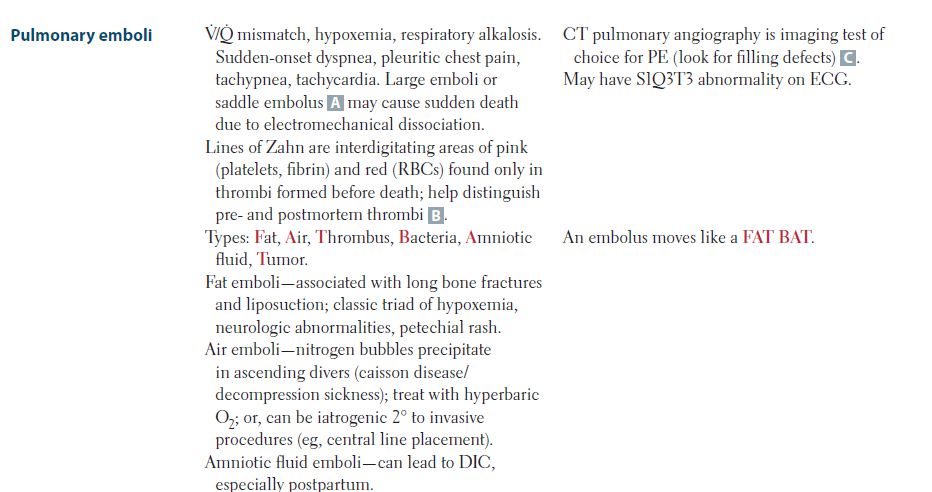 Pulmonary emboli
V̇/Q̇ mismatch, hypoxemia, respiratory alkalosis.
Sudden-onset dyspnea, pleuritic chest pain,
tachypnea, tachycardia. Large emboli or
saddle embolus A may cause sudden death
due to electromechanical dissociation.
Lines of Zahn are interdigitating areas of pink
(platelets, fibrin) and red (RBCs) found only in
thrombi formed before death; help distinguish
pre- and postmortem thrombi B.
Types: Fat, Air, Thrombus, Bacteria, Amniotic
fluid, Tumor.
Fat emboli—associated with long bone fractures
and liposuction; classic triad of hypoxemia,
neurologic abnormalities, petechial rash.
Air emboli—nitrogen bubbles precipitate
in ascending divers (caisson disease/
decompression sickness); treat with hyperbaric
O₂; or, can be iatrogenic 2° to invasive
procedures (eg, central line placement).
Amniotic fluid emboli—can lead to DIC,
especially postpartum.
CT pulmonary angiography is imaging test of
choice for PE (look for filling defects) C.
May have S1Q3T3 abnormality on ECG.
An embolus moves like a FAT BAT.